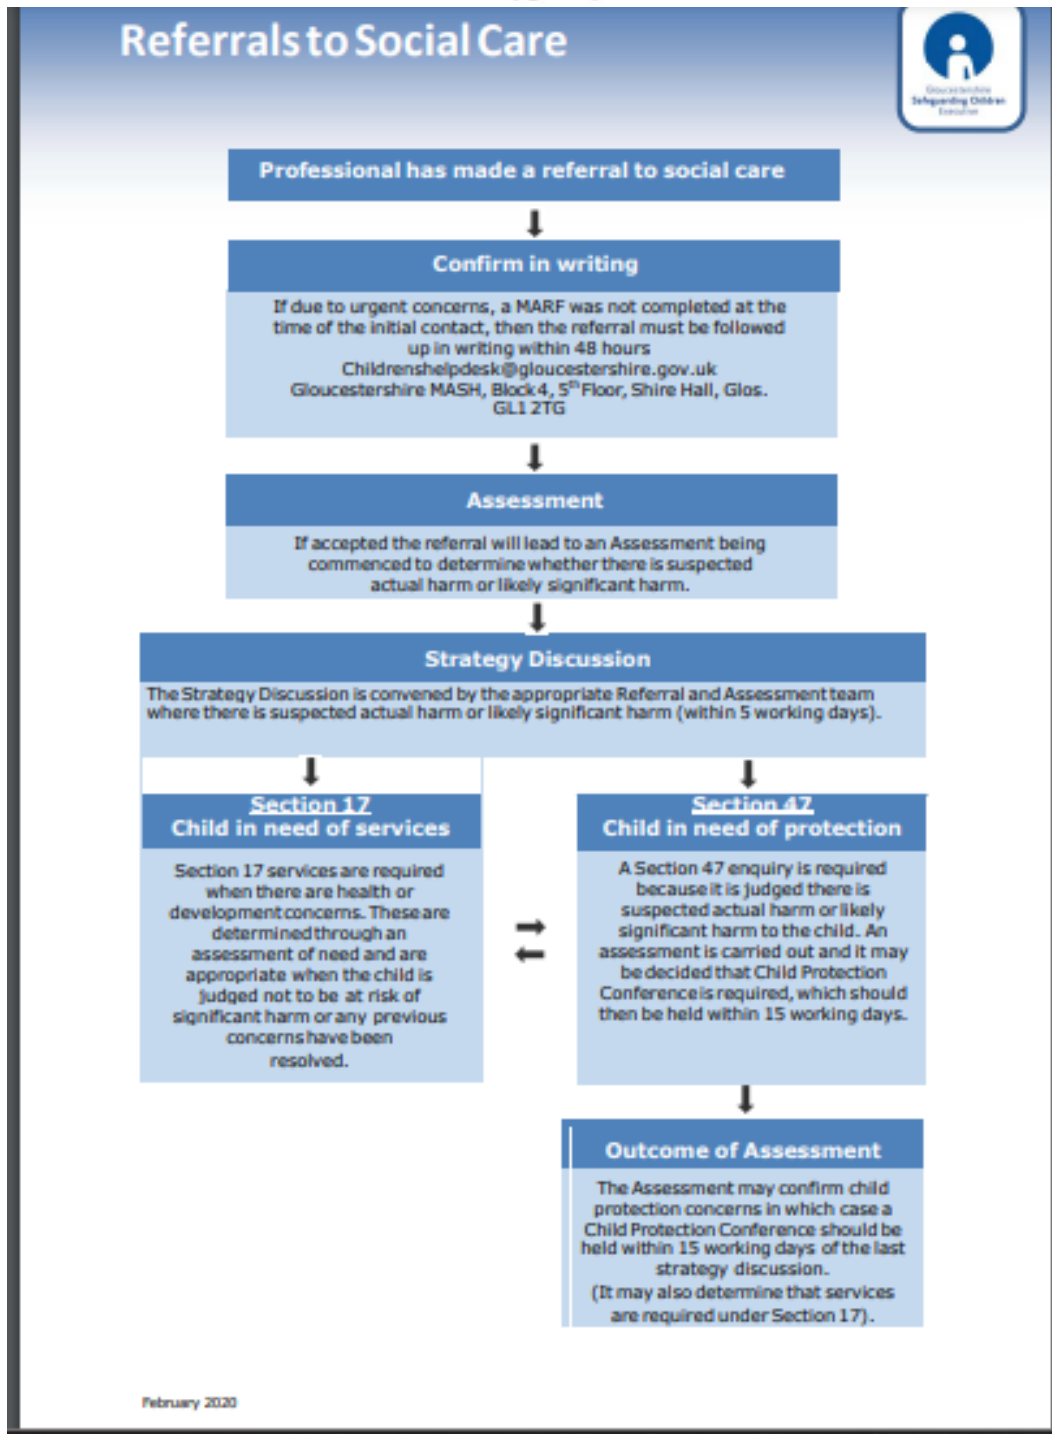 Referrals to Social Care
Gloucestershire
Safeguarding Children
Executive
Professional has made a referral to social care
Confirm in writing
If due to urgent concerns, a MARF was not completed at the
time of the initial contact, then the referral must be followed
up in writing within 48 hours
Childrenshelpdesk@gloucestershire.gov.uk
Gloucestershire MASH, Block 4, 5th Floor, Shire Hall, Glos.
GL1 2TG
Assessment
If accepted the referral will lead to an Assessment being
commenced to determine whether there is suspected
actual harm or likely significant harm.
Strategy Discussion
The Strategy Discussion is convened by the appropriate Referral and Assessment team
where there is suspected actual harm or likely significant harm (within 5 working days).
Section 17
Child in need of services
Section 17 services are required
when there are health or
development concerns. These are
determined through an
assessment of need and are
appropriate when the child is
judged not to be at risk of
significant harm or any previous
concerns have been
resolved.
Section 47
Child in need of protection
A Section 47 enquiry is required
because it is judged there is
suspected actual harm or likely
significant harm to the child. An
assessment is carried out and it may
be decided that Child Protection
Conference is required, which should
then be held within 15 working days.
Outcome of Assessment
The Assessment may confirm child
protection concerns in which case a
Child Protection Conference should be
held within 15 working days of the last
strategy discussion.
(It may also determine that services
are required under Section 17).
February 2020